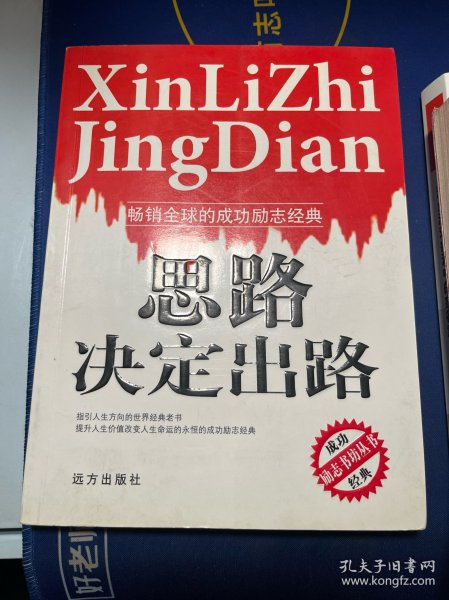 XinLiZhi
JingDian
畅销全球的成功励志经典
思路
决定出路
指引人生方向的世界经典老书
提升人生价值改变人生命运的永恒的成功励志经典
成功
励志书坊丛书
经典
远方出版社
好老师
孔夫子旧书网
www.kongfz.com